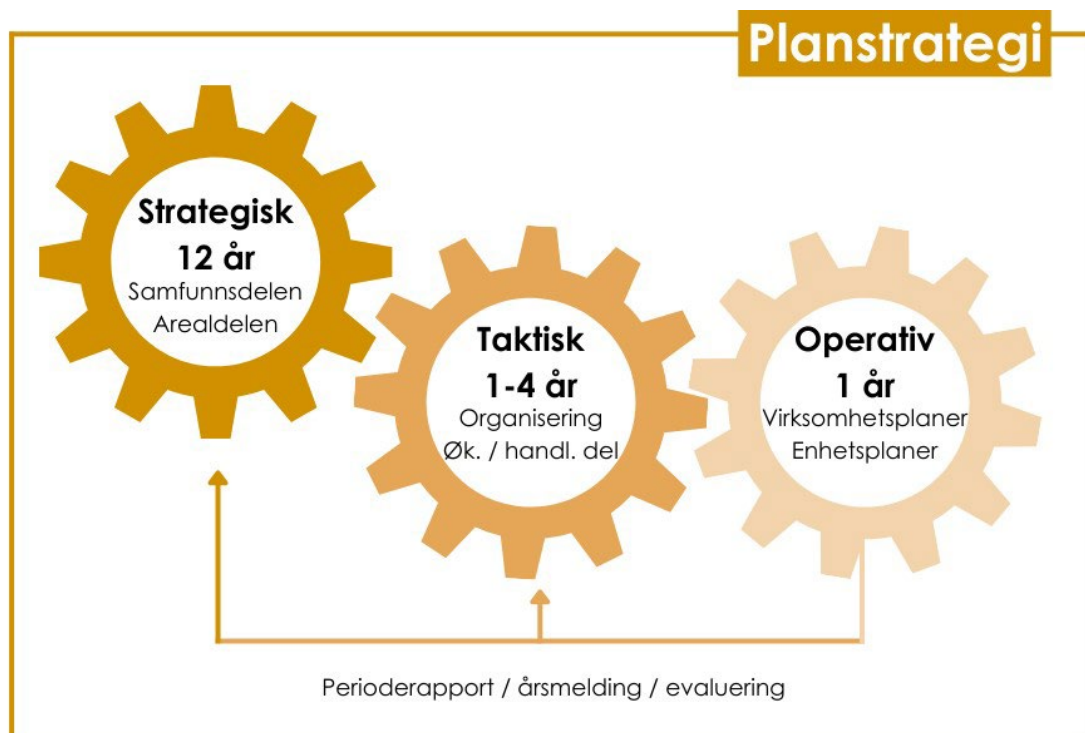 Planstrategi
Strategisk
12 år
Samfunnsdelen
Arealdelen
Taktisk
1-4 år
Organisering
Øk. / handl. del
Operativ
1 år
Virksomhetsplaner
Enhetsplaner
Perioderapport / årsmelding / evaluering